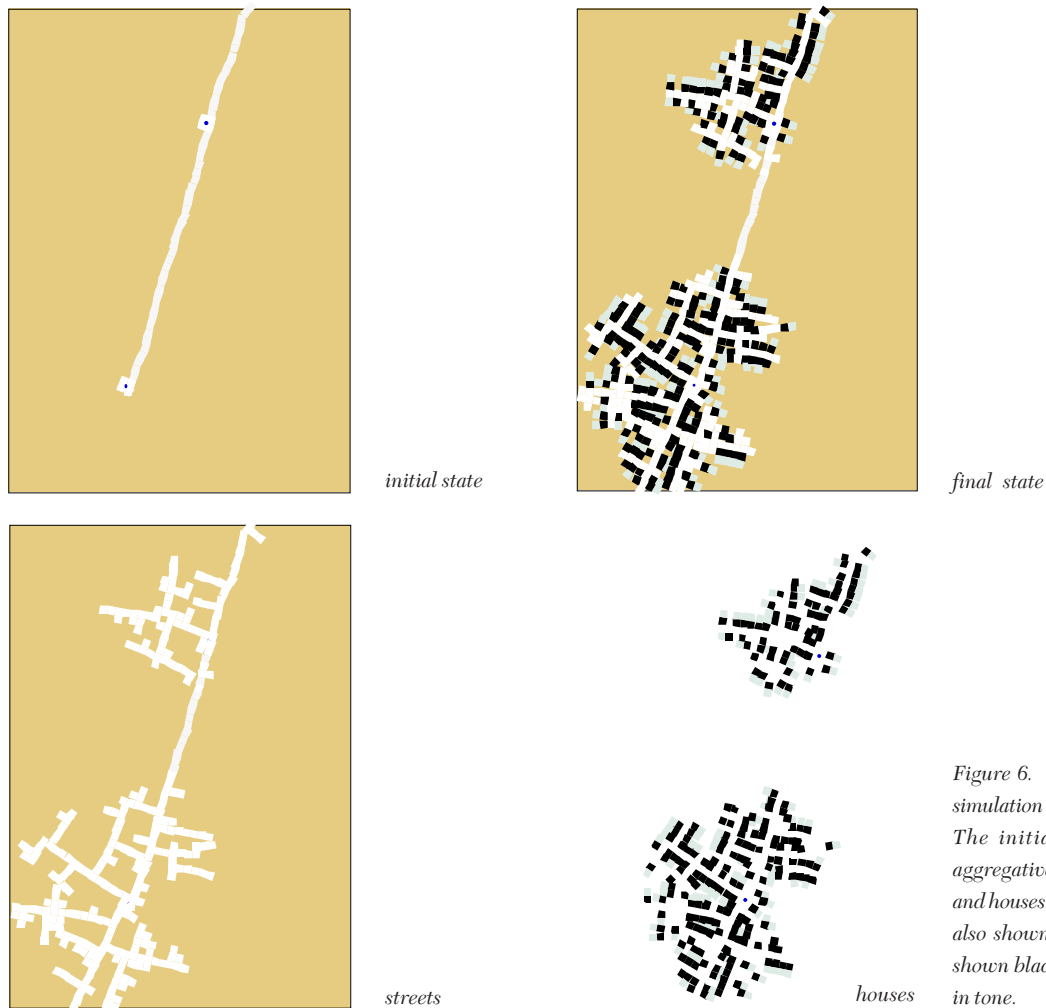 initial state
final state
streets
houses
Figure 6.
simulation
The initia
aggregativ
and houses
also shown
shown blac
in tone.